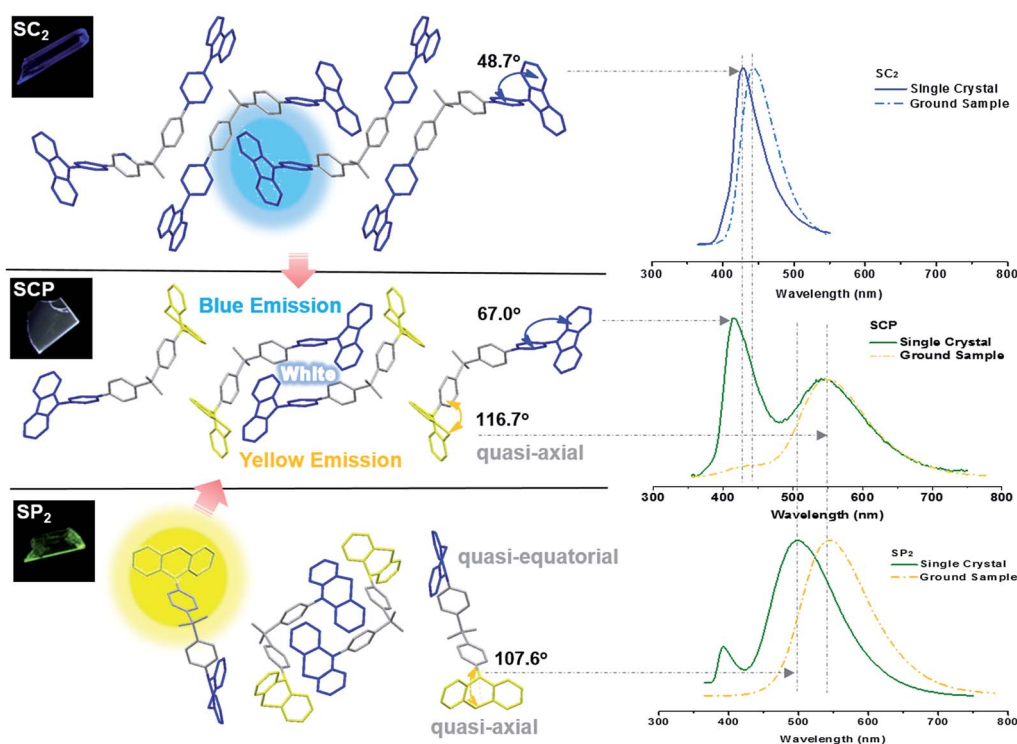 SC2
48.7°
SC2
Single Crystal
Ground Sample
300 400 500 600 700 800
Wavelength (nm)
SCP
Blue Emission
White
Yellow Emission
67.0°
116.7°
quasi-axial
SCP
Single Crystal
Ground Sample
300 400 500 600 700 800
Wavelength (nm)
SP2
quasi-equatorial
107.6°
quasi-axial
SP2
Single Crystal
Ground Sample
300 400 500 600 700 800
Wavelength (nm)